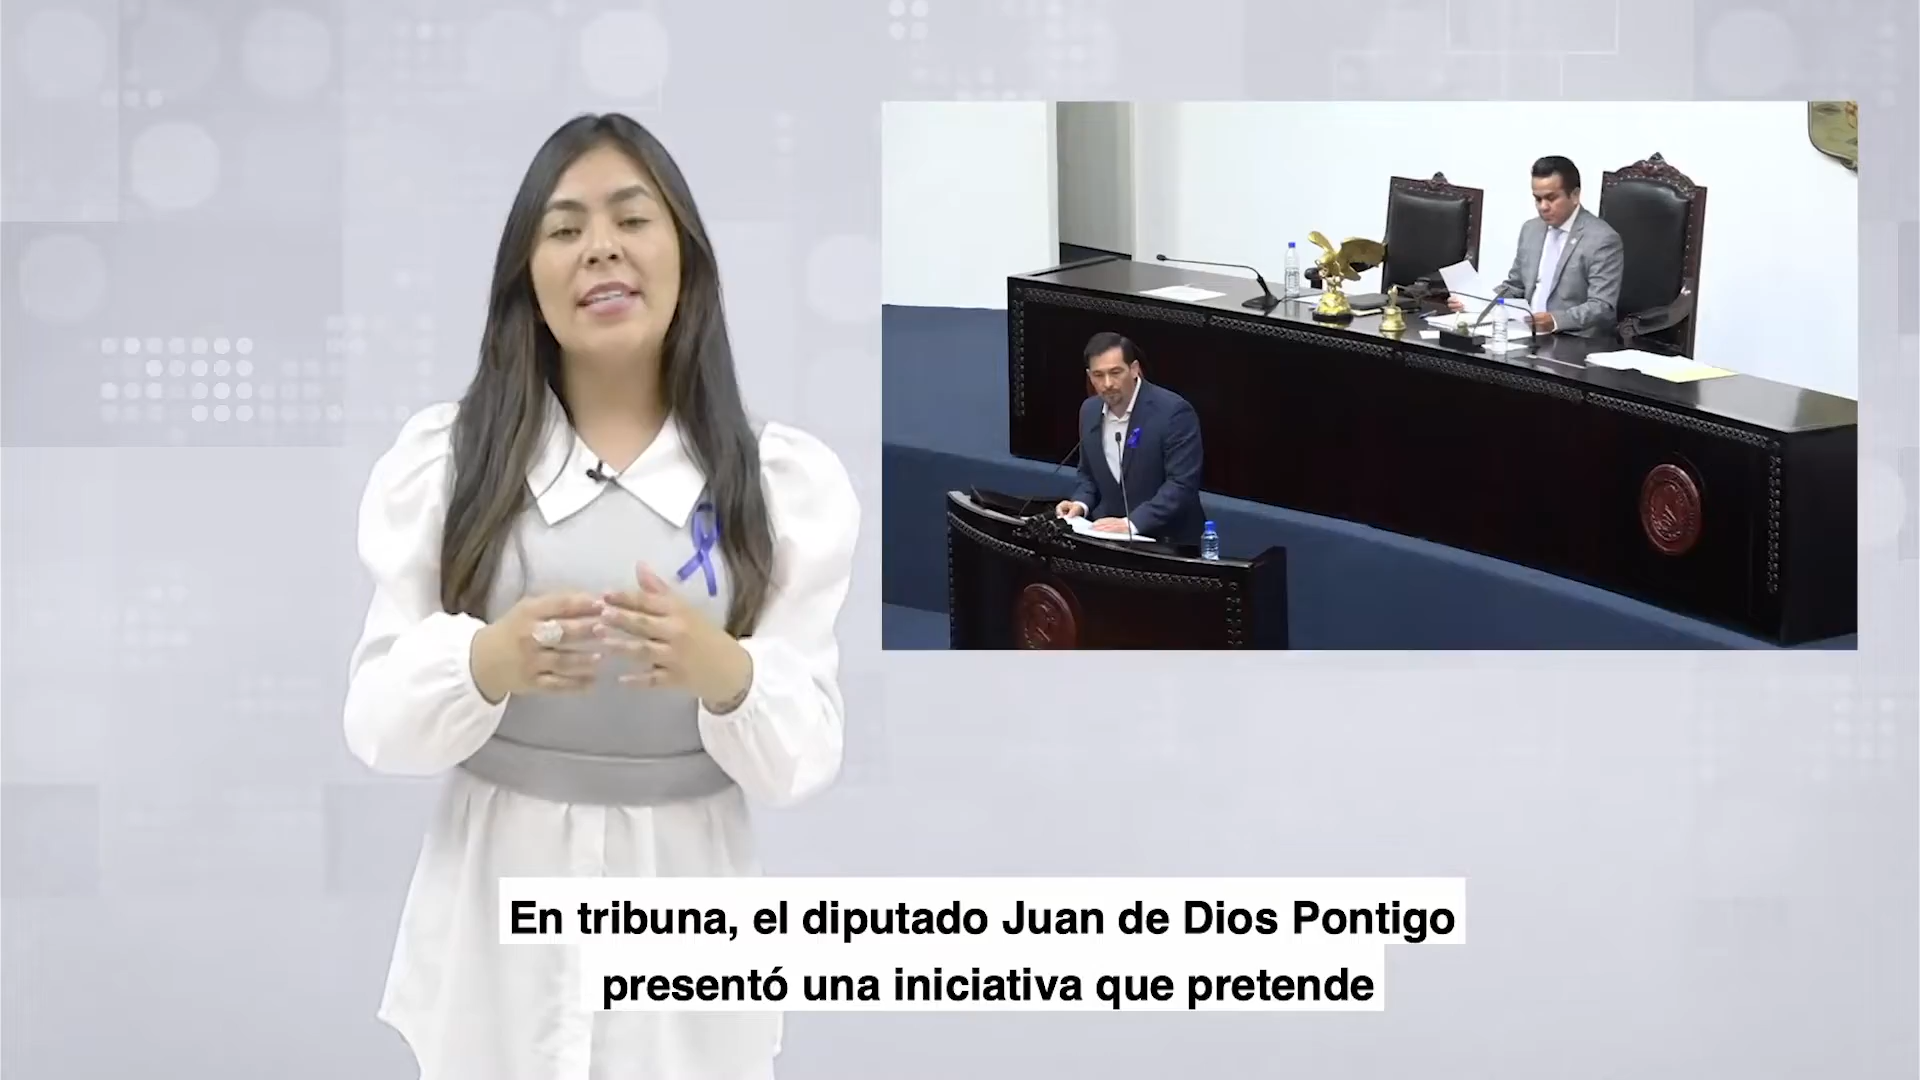 En tribuna, el diputado Juan de Dios Pontigo
presentó una iniciativa que pretende